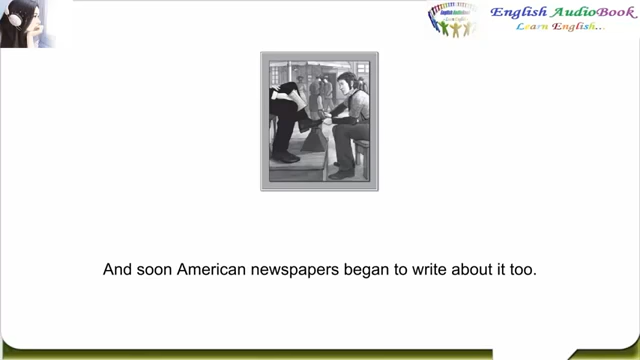 English AudioBook
Learn English...
And soon American newspapers began to write about it too.